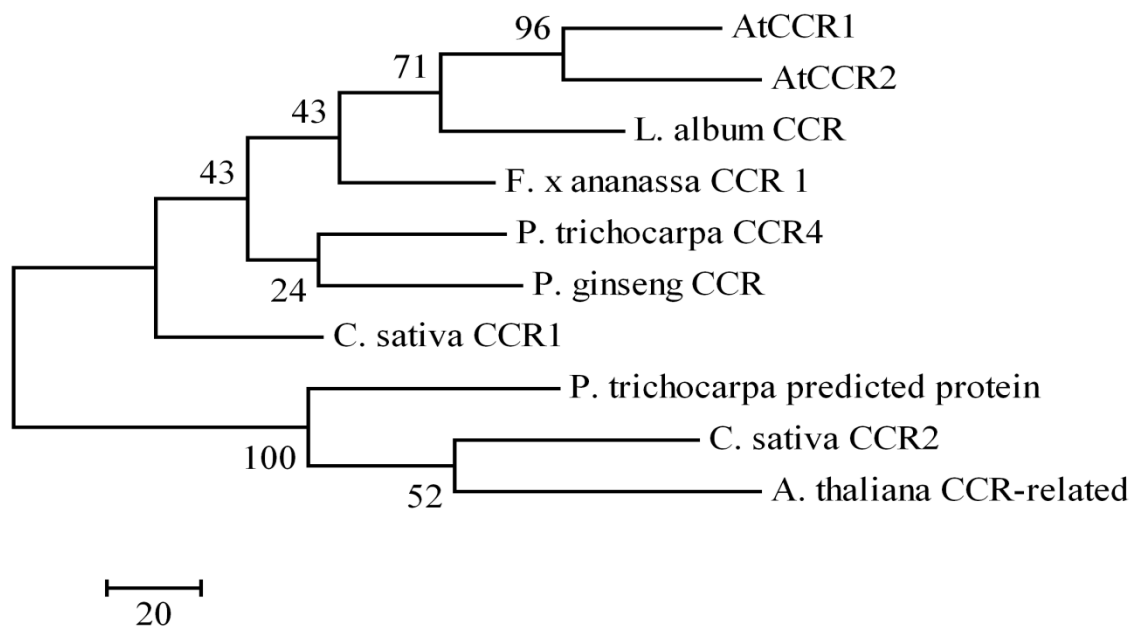 96
AtCCR1
AtCCR2
71
L. album CCR
43
F. x ananassa CCR 1
43
P. trichocarpa CCR4
24
P. ginseng CCR
C. sativa CCR1
P. trichocarpa predicted protein
100
C. sativa CCR2
52
A. thaliana CCR-related
20